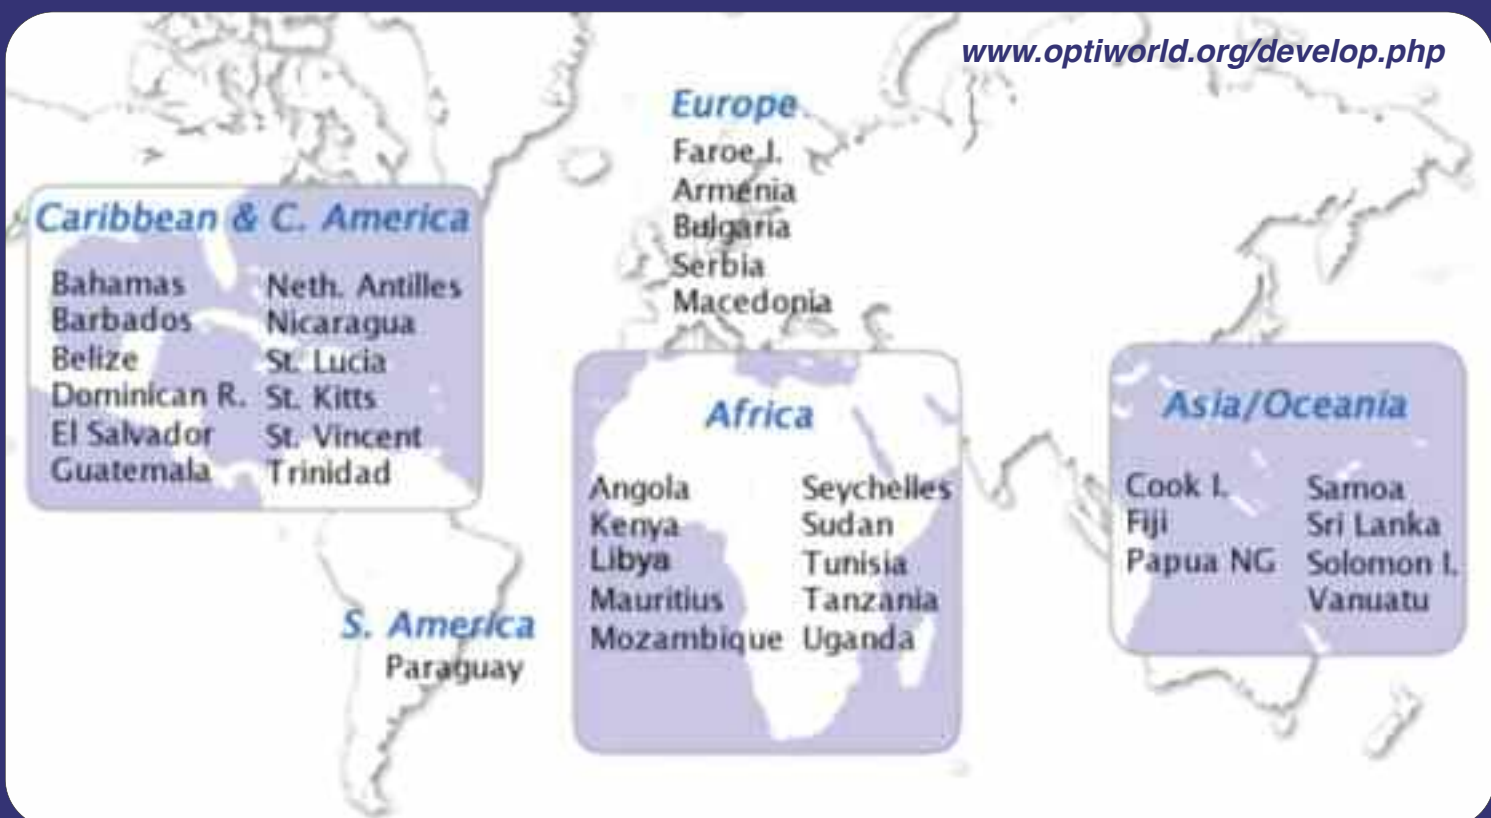 www.optiworld.org/develop.php
Europe
Faroe I.
Armenia
Bulgaria
Serbia
Macedonia
Caribbean & C. America
Bahamas
Barbados
Belize
Dominican R.
El Salvador
Guatemala
Neth. Antilles
Nicaragua
St. Lucia
St. Kitts
St. Vincent
Trinidad
S. America
Paraguay
Africa
Angola
Kenya
Libya
Mauritius
Mozambique
Seychelles
Sudan
Tunisia
Tanzania
Uganda
Asia/Oceania
Cook I.
Fiji
Papua NG
Samoa
Sri Lanka
Solomon I.
Vanuatu